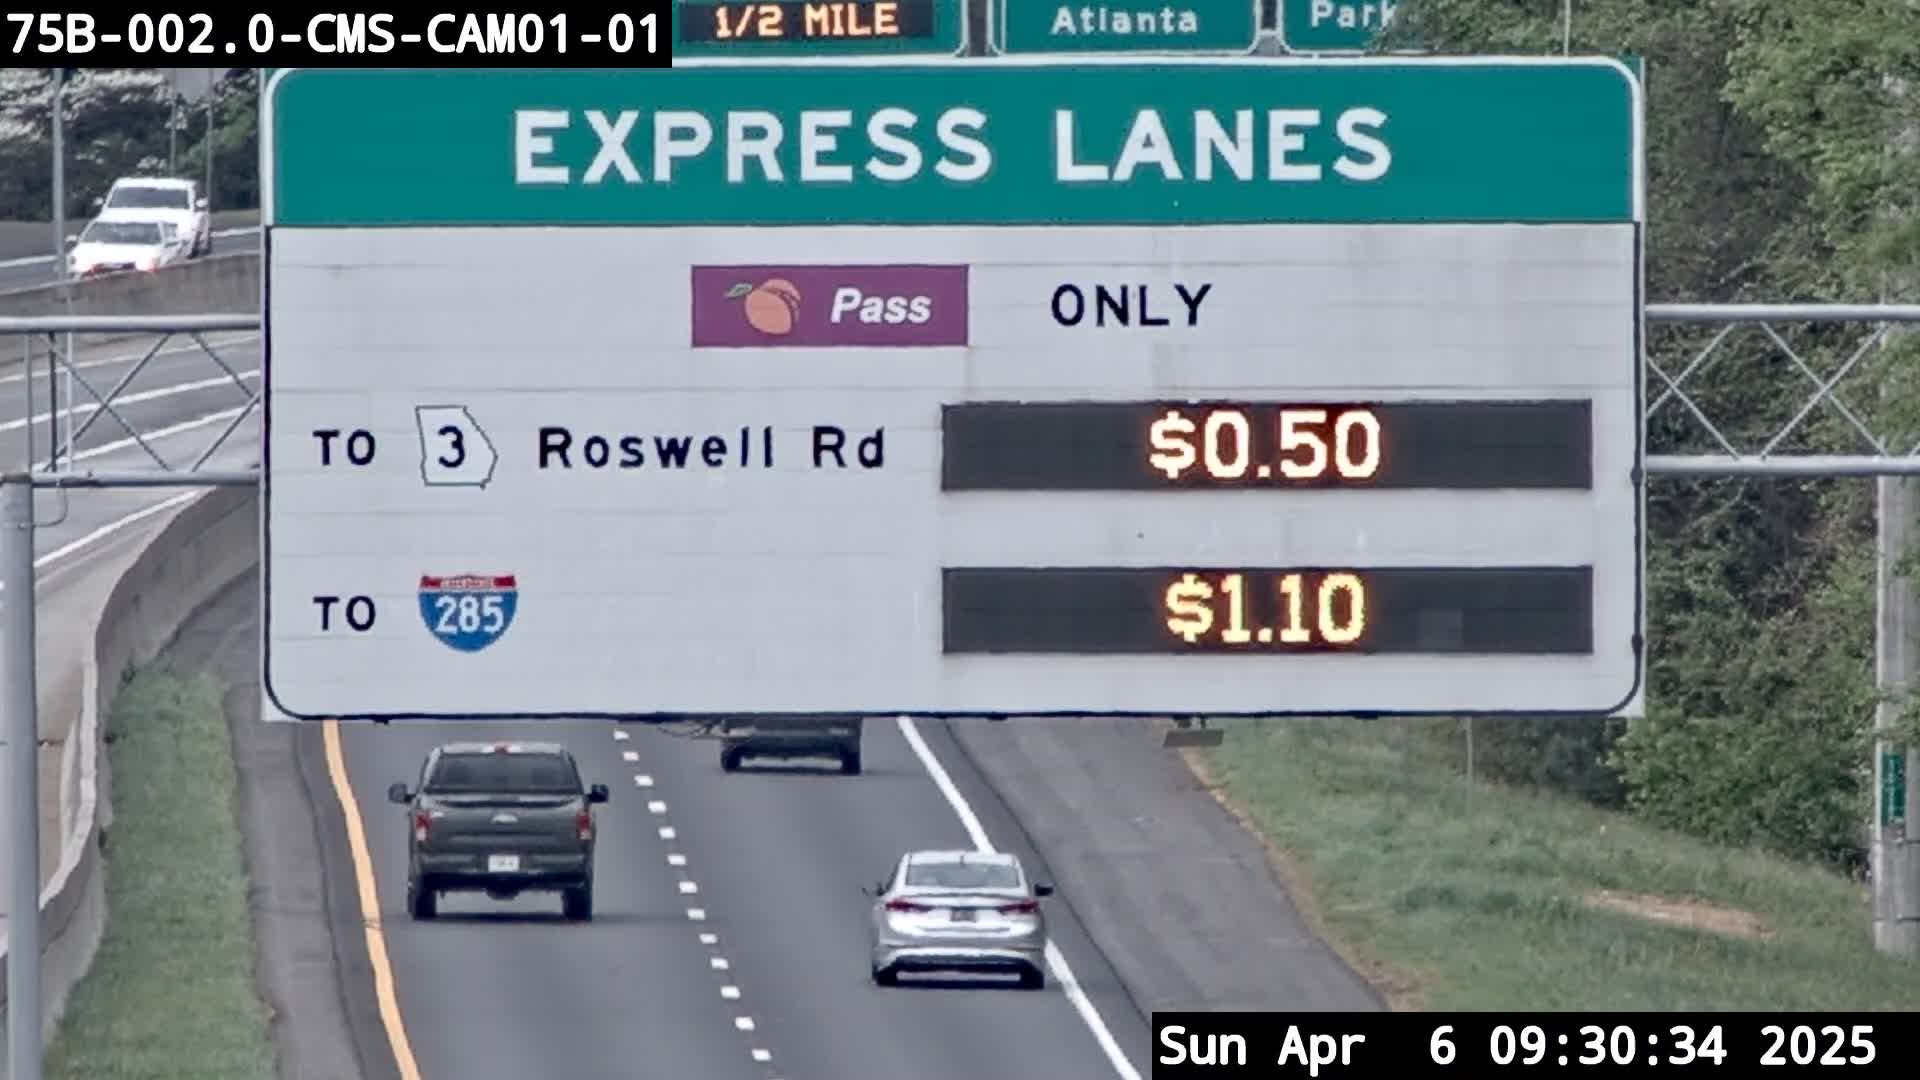 75B-002.0-CMS-CAM01-01
1/2 MILE
Atlanta
Park
EXPRESS LANES
Pass ONLY
TO 3 Roswell Rd $0.50
TO 285 $1.10
Sun Apr 6 09:30:34 2025